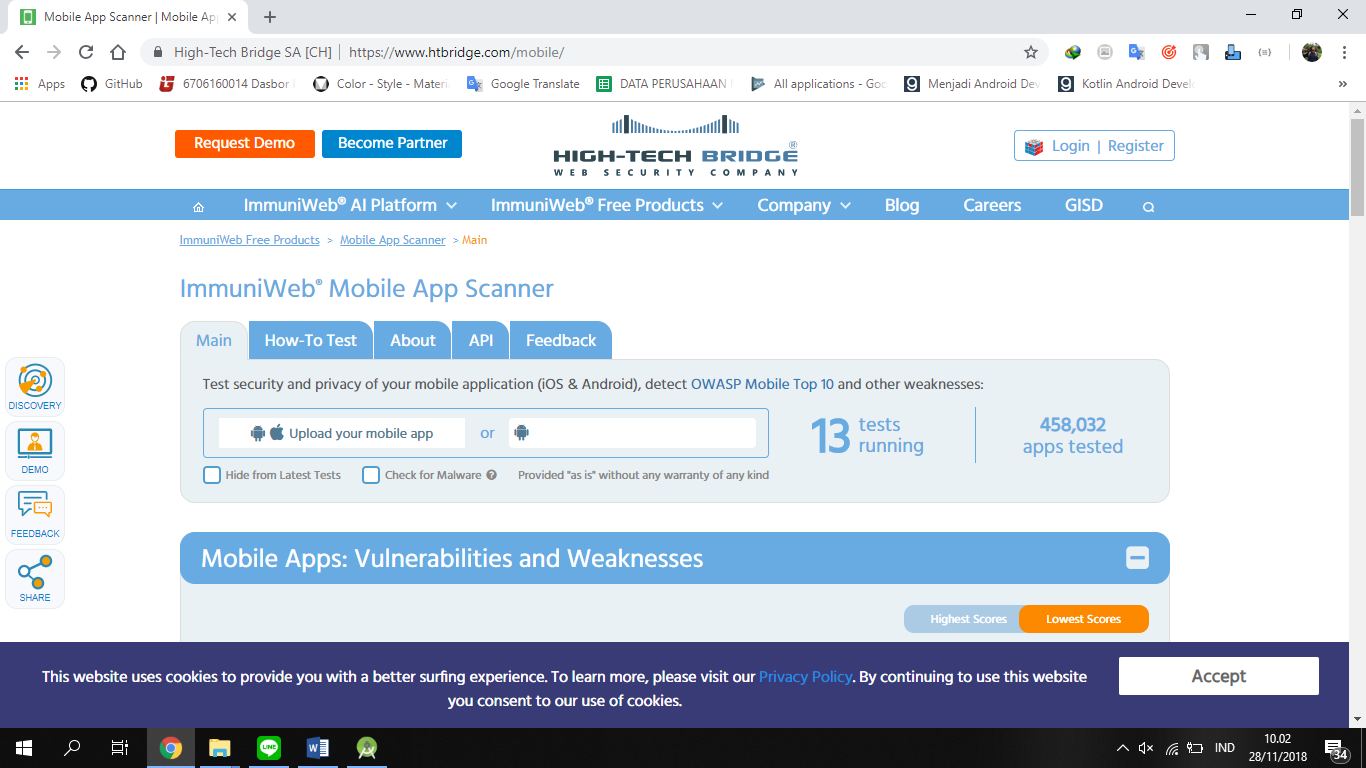 Mobile App Scanner | Mobile Ap
High-Tech Bridge SA [CH] | https://www.htbridge.com/mobile/
Apps GitHub 6706160014 Dasbor Color - Style - Materi Google Translate DATA PERUSAHAAN All applications - Goo Menjadi Android Dev Kotlin Android Devel
Request Demo Become Partner
HIGH-TECH BRIDGE®
WEB SECURITY COMPANY
Login | Register
ImmuniWeb® AI Platform ImmuniWeb® Free Products Company Blog Careers GISD
ImmuniWeb Free Products > Mobile App Scanner > Main
ImmuniWeb® Mobile App Scanner
Main How-To Test About API Feedback
Test security and privacy of your mobile application (iOS & Android), detect OWASP Mobile Top 10 and other weaknesses:
Upload your mobile app or
13 tests running
458,032 apps tested
Hide from Latest Tests Check for Malware ? Provided "as is" without any warranty of any kind
DISCOVERY
DEMO
FEEDBACK
SHARE
Mobile Apps: Vulnerabilities and Weaknesses
Highest Scores Lowest Scores
This website uses cookies to provide you with a better surfing experience. To learn more, please visit our Privacy Policy. By continuing to use this website
you consent to our use of cookies.
Accept
LINE
IND
10.02
28/11/2018
34